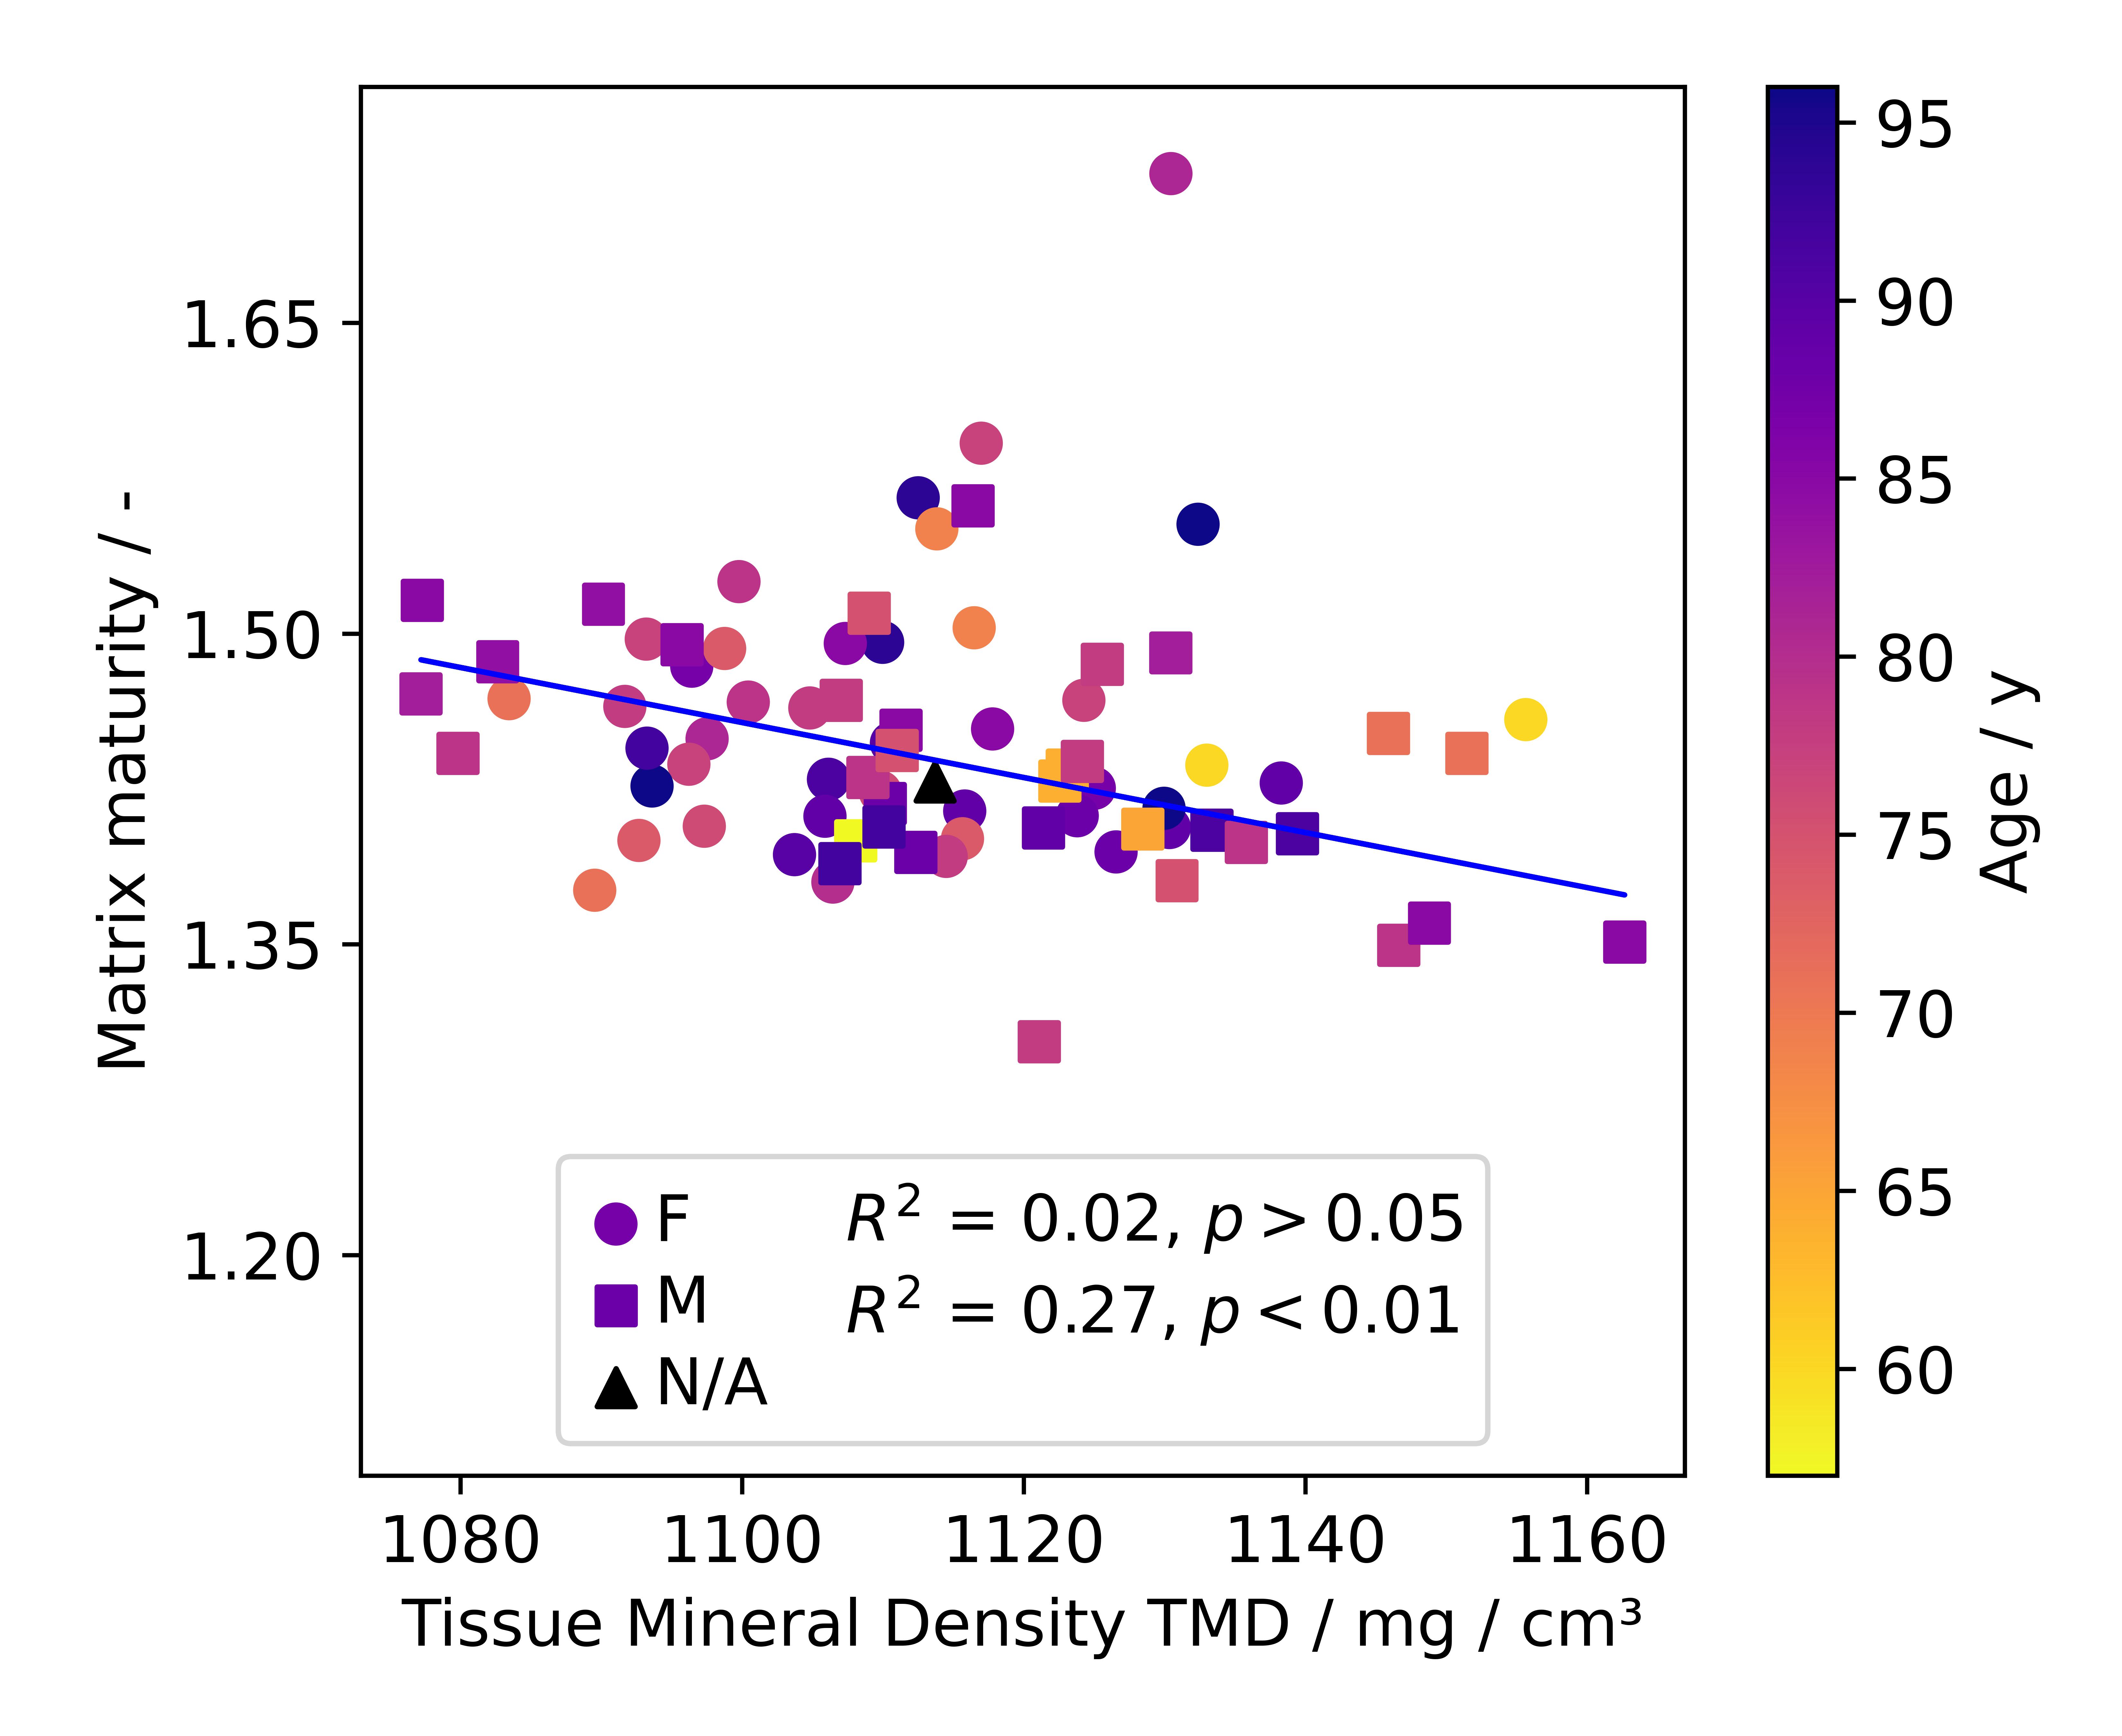 Matrix maturity / -
1.65
1.50
1.35
1.20
F R² = 0.02, p > 0.05
M R² = 0.27, p < 0.01
N/A
1080 1100 1120 1140 1160
Tissue Mineral Density TMD / mg / cm³
95
90
85
80
75
70
65
60
Age / y